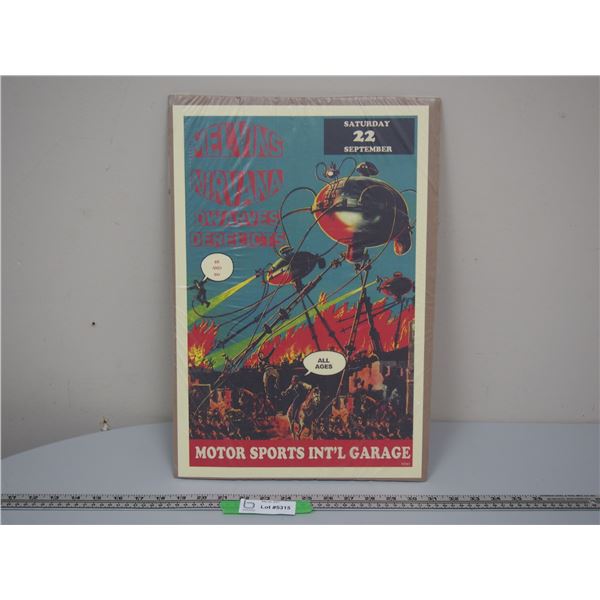 MELVINS
NIRVANA
DWARVES
DERELICTS
SATURDAY
22
SEPTEMBER
ALL
AGES
MOTOR SPORTS INT'L GARAGE
Lot #5315